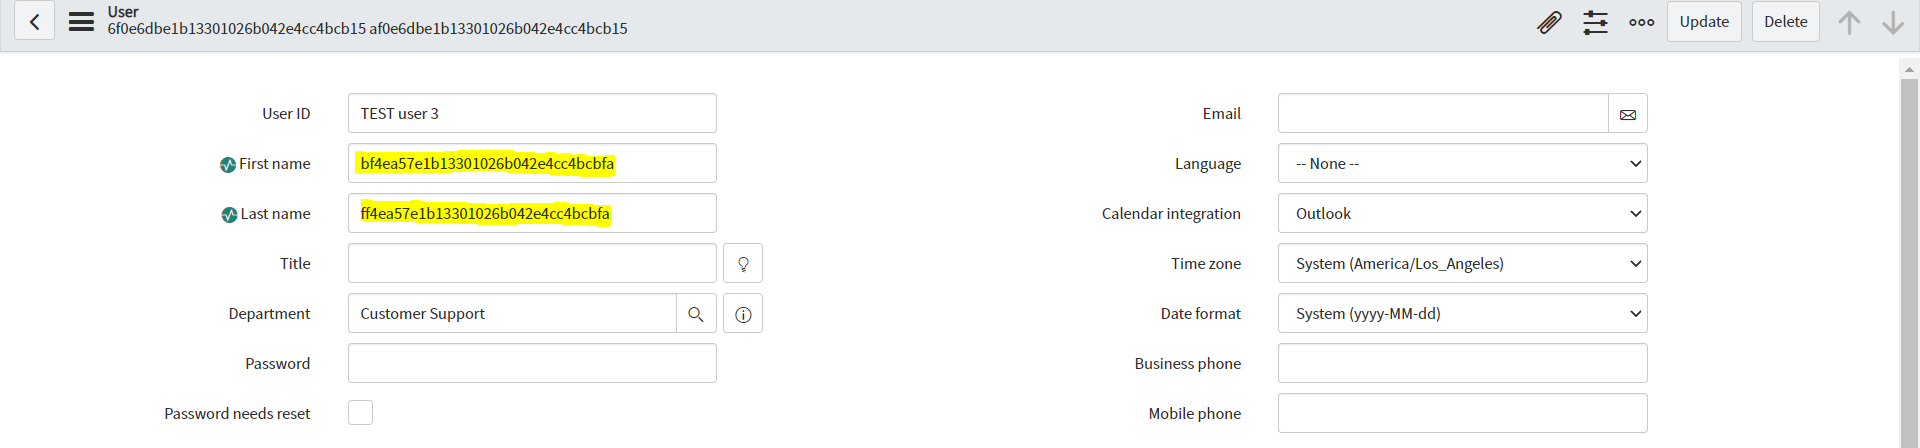 User
6f0e6dbe1b13301026b042e4cc4bcb15 af0e6dbe1b13301026b042e4cc4bcb15
Update
Delete
User ID
TEST user 3
First name
bf4ea57e1b13301026b042e4cc4bcbfa
Last name
ff4ea57e1b13301026b042e4cc4bcbfa
Title
Department
Customer Support
Password
Password needs reset
Email
Language
-- None --
Calendar integration
Outlook
Time zone
System (America/Los_Angeles)
Date format
System (yyyy-MM-dd)
Business phone
Mobile phone